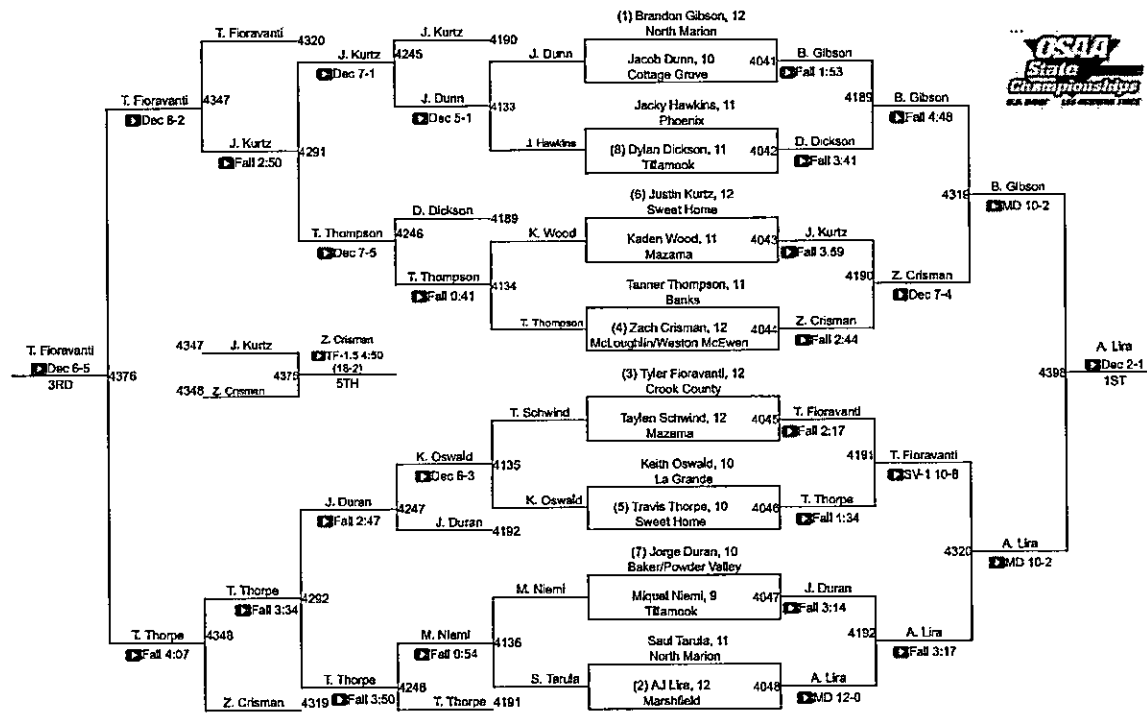 OSAA
State
Championships
(1) Brandon Gibson, 12
North Marion
Jacob Dunn, 10
Cottage Grove
4041
B. Gibson
Fall 1:53
Jacky Hawkins, 11
Phoenix
(8) Dylan Dickson, 11
Tillamook
4042
D. Dickson
Fall 3:41
(6) Justin Kurtz, 12
Sweet Home
Kaden Wood, 11
Mazama
4043
J. Kurtz
Fall 3:59
Tanner Thompson, 11
Banks
(4) Zach Crisman, 12
McLoughlin/Weston McEwen
4044
Z. Crisman
Fall 2:44
(3) Tyler Fioravanti, 12
Crook County
Taylen Schwind, 12
Mazama
4045
T. Fioravanti
Fall 2:17
Keith Oswald, 10
La Grande
(5) Travis Thorpe, 10
Sweet Home
4046
T. Thorpe
Fall 1:34
(7) Jorge Duran, 10
Baker/Powder Valley
Miquel Niemi, 9
Tillamook
4047
J. Duran
Fall 3:14
Saul Tarula, 11
North Marion
(2) AJ Lira, 12
Marshfield
4048
A. Lira
MD 12-0
4189
B. Gibson
Fall 4:48
4190
Z. Crisman
Dec 7-4
4191
T. Fioravanti
SV-1 10-8
4192
A. Lira
Fall 3:17
4319
B. Gibson
MD 10-2
4320
A. Lira
MD 10-2
4398
A. Lira
Dec 2-1
1ST
J. Dunn
4133
J. Hawkins
K. Wood
4134
T. Thompson
T. Schwind
4135
K. Oswald
M. Niemi
4136
S. Tarula
J. Kurtz
4190
4245
J. Dunn
Dec 5-1
D. Dickson
4189
4246
T. Thompson
Fall 0:41
K. Oswald
Dec 6-3
4247
J. Duran
4192
M. Niemi
Fall 0:54
4248
T. Thorpe
4191
J. Kurtz
Dec 7-1
4291
T. Thompson
Dec 7-5
J. Duran
Fall 2:47
4292
T. Thorpe
Fall 3:50
T. Fioravanti
4320
4347
J. Kurtz
Fall 2:50
T. Thorpe
Fall 3:34
4348
Z. Crisman
4319
T. Fioravanti
Dec 8-2
4376
T. Thorpe
Fall 4:07
T. Fioravanti
Dec 6-5
3RD
4347
J. Kurtz
4375
4348
Z. Crisman
Z. Crisman
TF-1.5 4:50
(18-2)
5TH